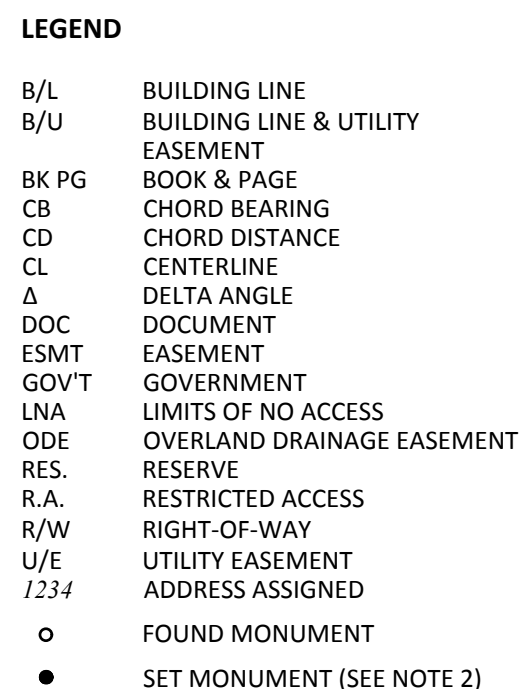 LEGEND
B/L BUILDING LINE
B/U BUILDING LINE & UTILITY
EASEMENT
BK PG BOOK & PAGE
CB CHORD BEARING
CD CHORD DISTANCE
CL CENTERLINE
Δ DELTA ANGLE
DOC DOCUMENT
ESMT EASEMENT
GOV'T GOVERNMENT
LNA LIMITS OF NO ACCESS
ODE OVERLAND DRAINAGE EASEMENT
RES. RESERVE
R.A. RESTRICTED ACCESS
R/W RIGHT-OF-WAY
U/E UTILITY EASEMENT
1234 ADDRESS ASSIGNED
FOUND MONUMENT
SET MONUMENT (SEE NOTE 2)